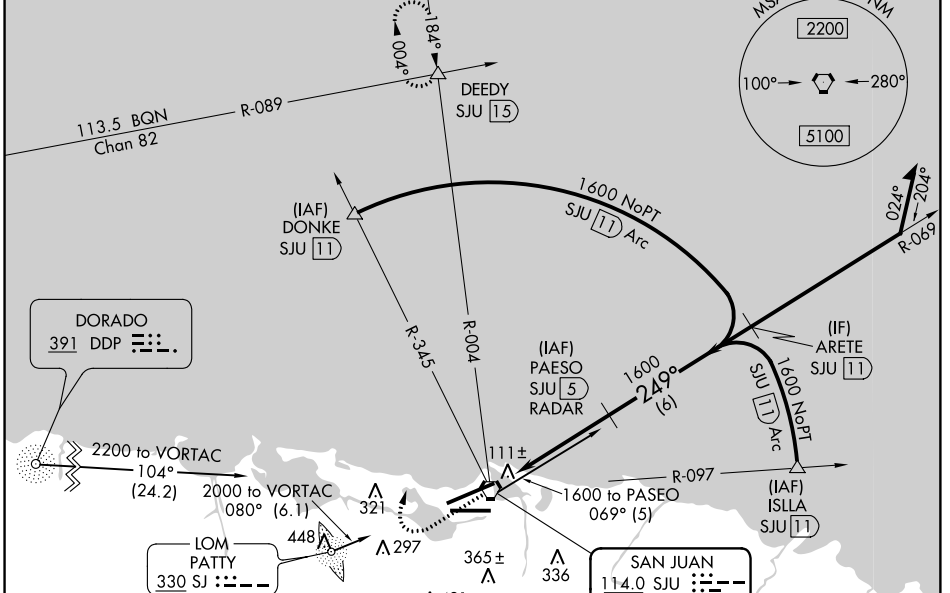 MSA
NM
2200
100°
280°
5100
184°
004°
DEEDY
SJU 15
R-089
113.5 BQN
Chan 82
1600 NoPT
SJU 11 Arc
(IAF)
DONKE
SJU 11
024°
204°
R-069
DORADO
391 DDP
R-345
R-004
(IAF)
PAESO
SJU 5
RADAR
1600
249°
(6)
(IF)
ARETE
SJU 11
1600 NoPT
SJU 11 Arc
2200 to VORTAC
104°
(24.2)
2000 to VORTAC
080° (6.1)
111±
R-097
1600 to PASEO
069° (5)
(IAF)
ISLLA
SJU 11
321
448
297
365±
336
LOM
PATTY
330 SJ
SAN JUAN
114.0 SJU